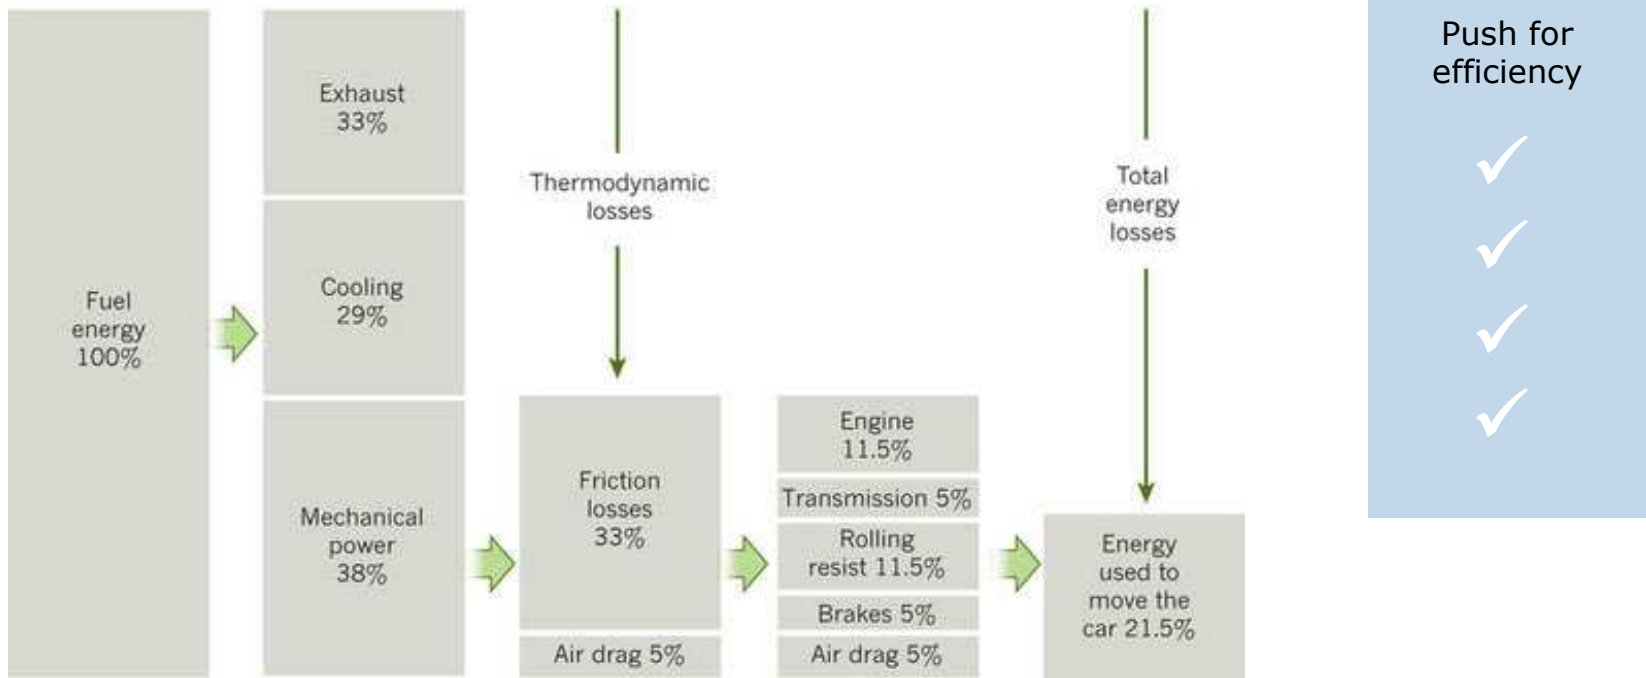 Fuel
energy
100%
Exhaust
33%
Cooling
29%
Mechanical
power
38%
Thermodynamic
losses
Friction
losses
33%
Air drag 5%
Engine
11.5%
Transmission 5%
Rolling
resist 11.5%
Brakes 5%
Air drag 5%
Total
energy
losses
Energy
used to
move the
car 21.5%
Push for
efficiency